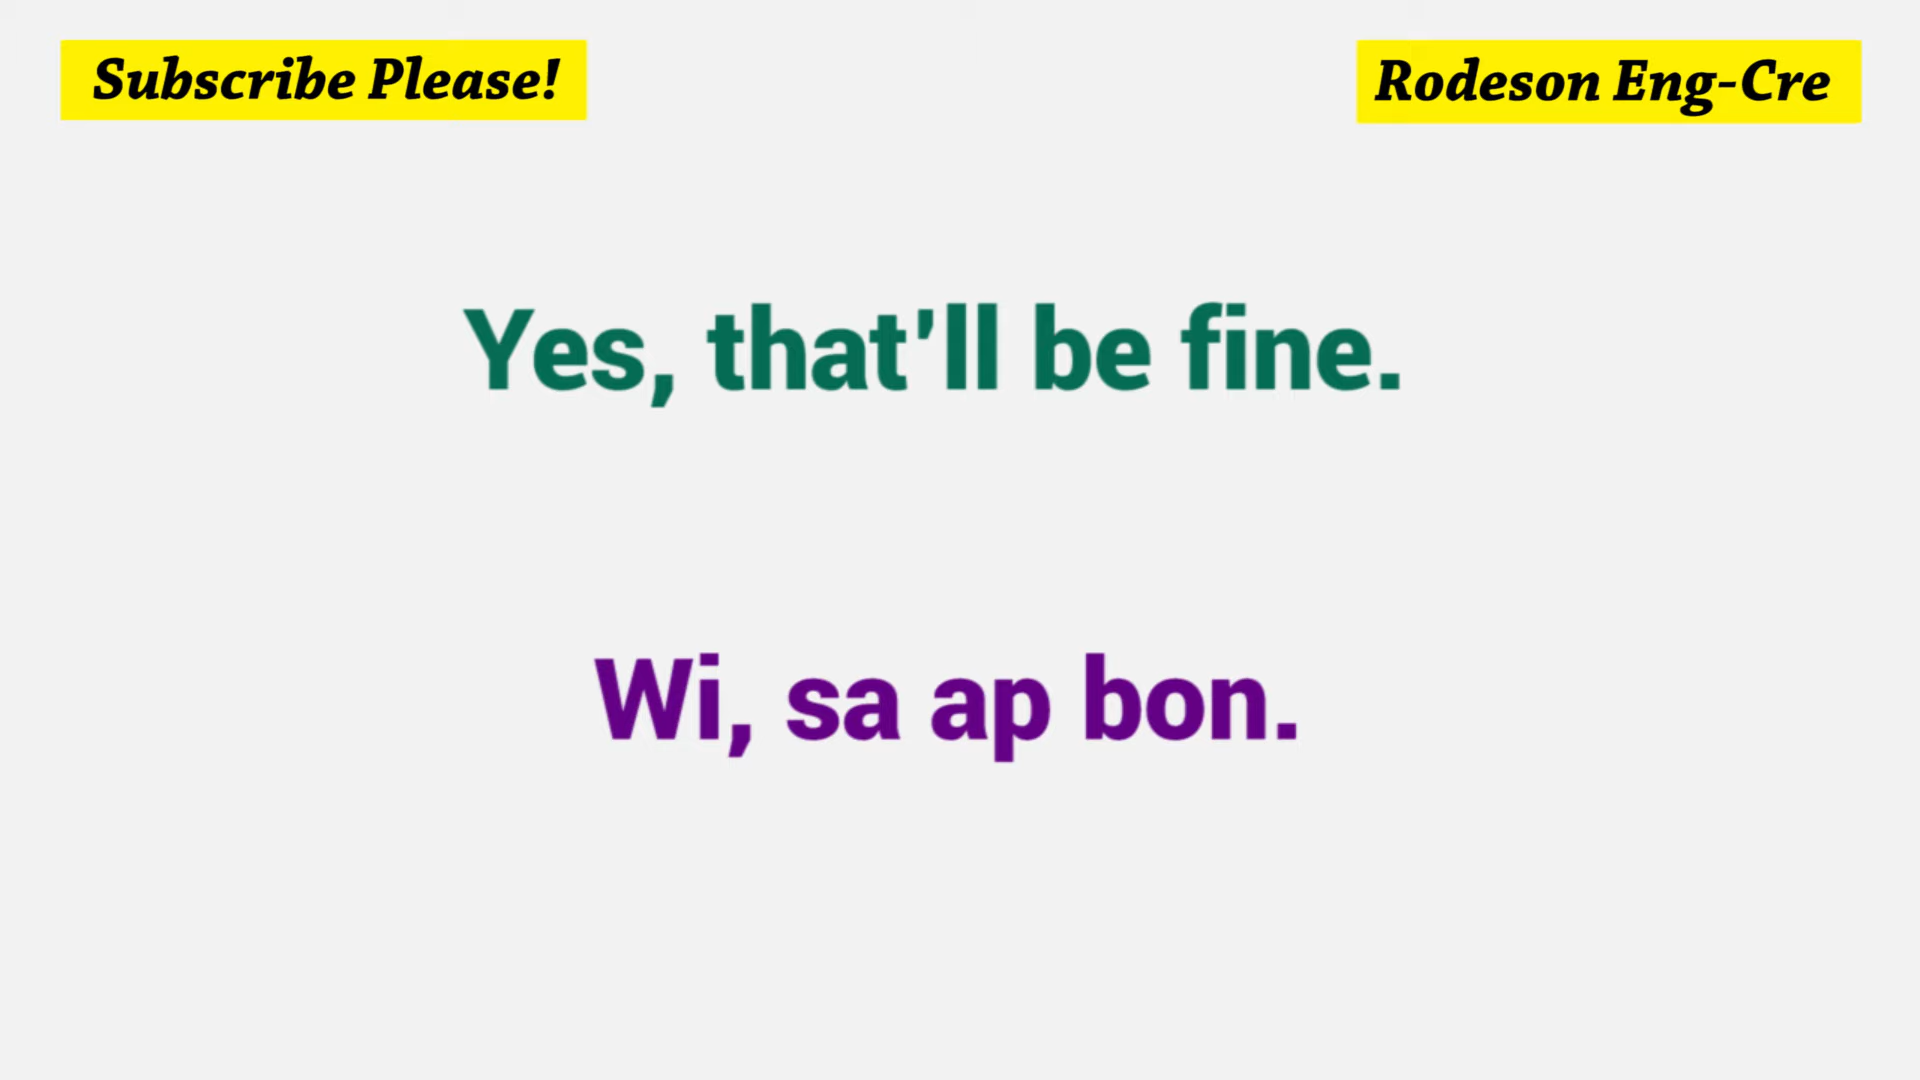 Subscribe Please!
Rodeson Eng-Cre
Yes, that'll be fine.
Wi, sa ap bon.